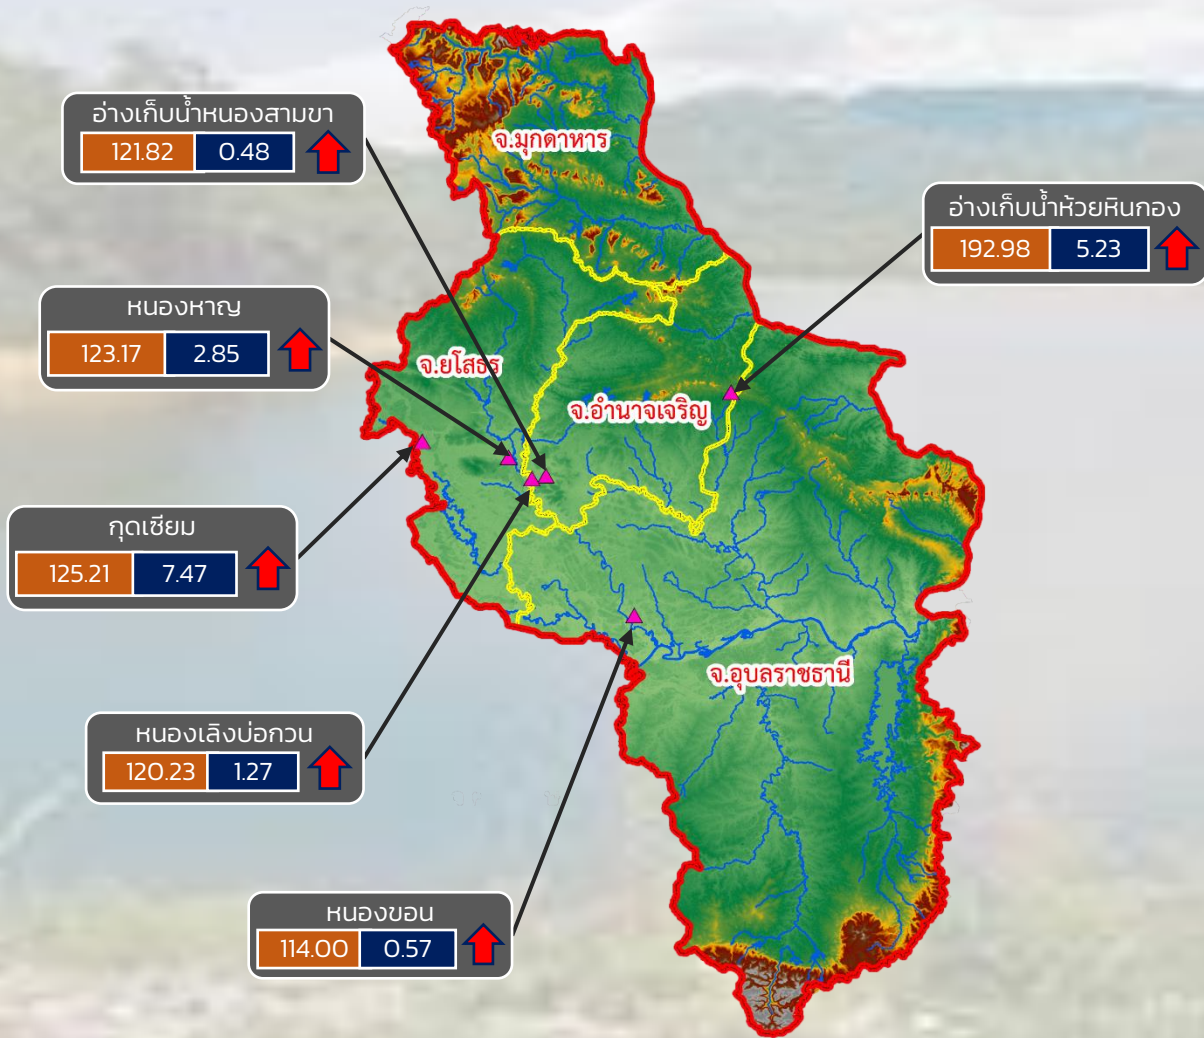 อ่างเก็บน้ำหนองสามขา
121.82 0.48
จ.มุกดาหาร
อ่างเก็บน้ำห้วยหินกอง
192.98 5.23
หนองหาญ
123.17 2.85
จ.ยโสธร
จ.อำนาจเจริญ
กุดเซียม
125.21 7.47
จ.อุบลราชธานี
หนองเลิงบ่อกวน
120.23 1.27
หนองขอน
114.00 0.57